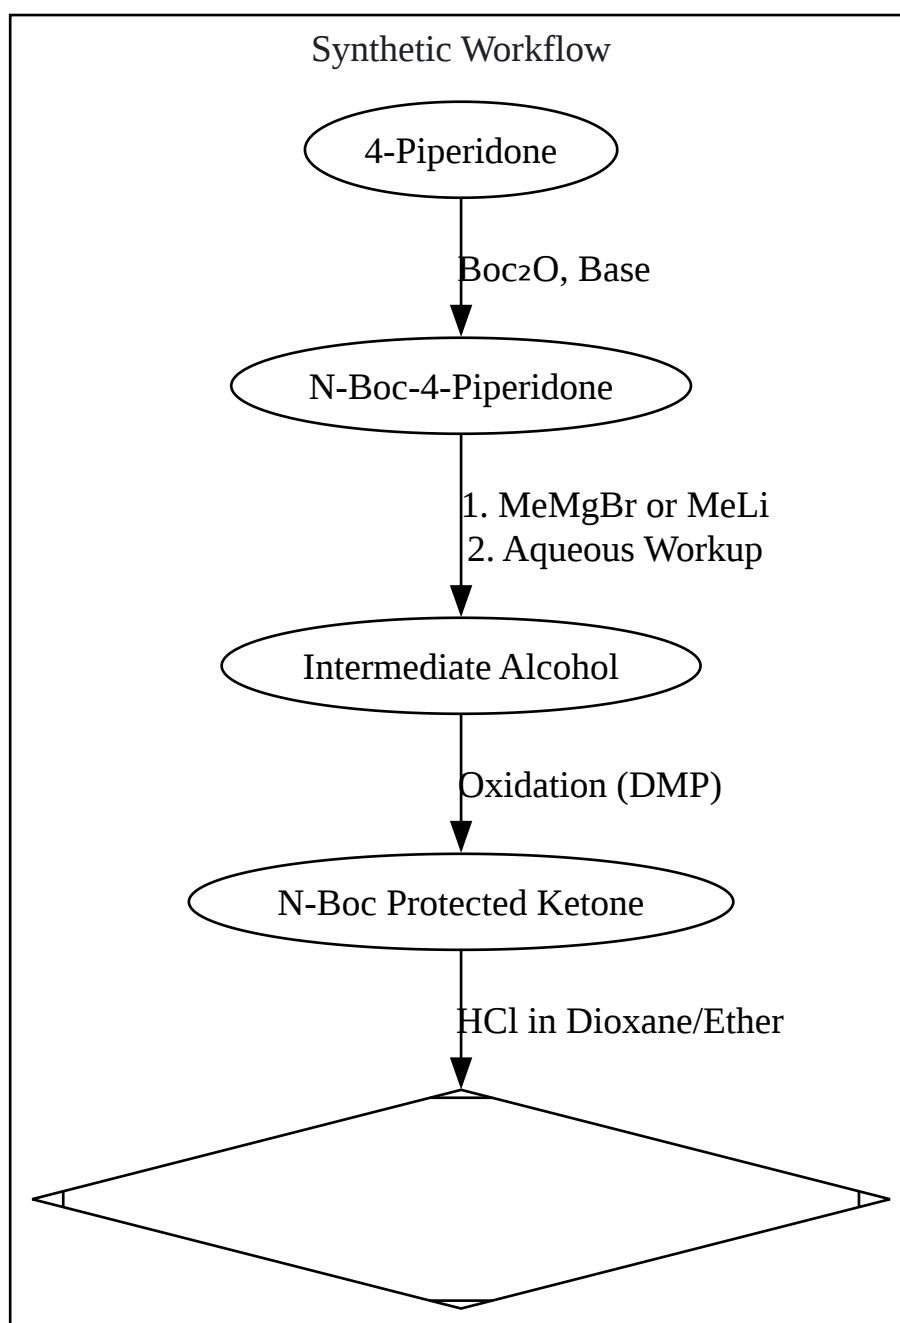 Synthetic Workflow
4-Piperidone
Boc₂O, Base
N-Boc-4-Piperidone
1. MeMgBr or MeLi
2. Aqueous Workup
Intermediate Alcohol
Oxidation (DMP)
N-Boc Protected Ketone
HCl in Dioxane/Ether